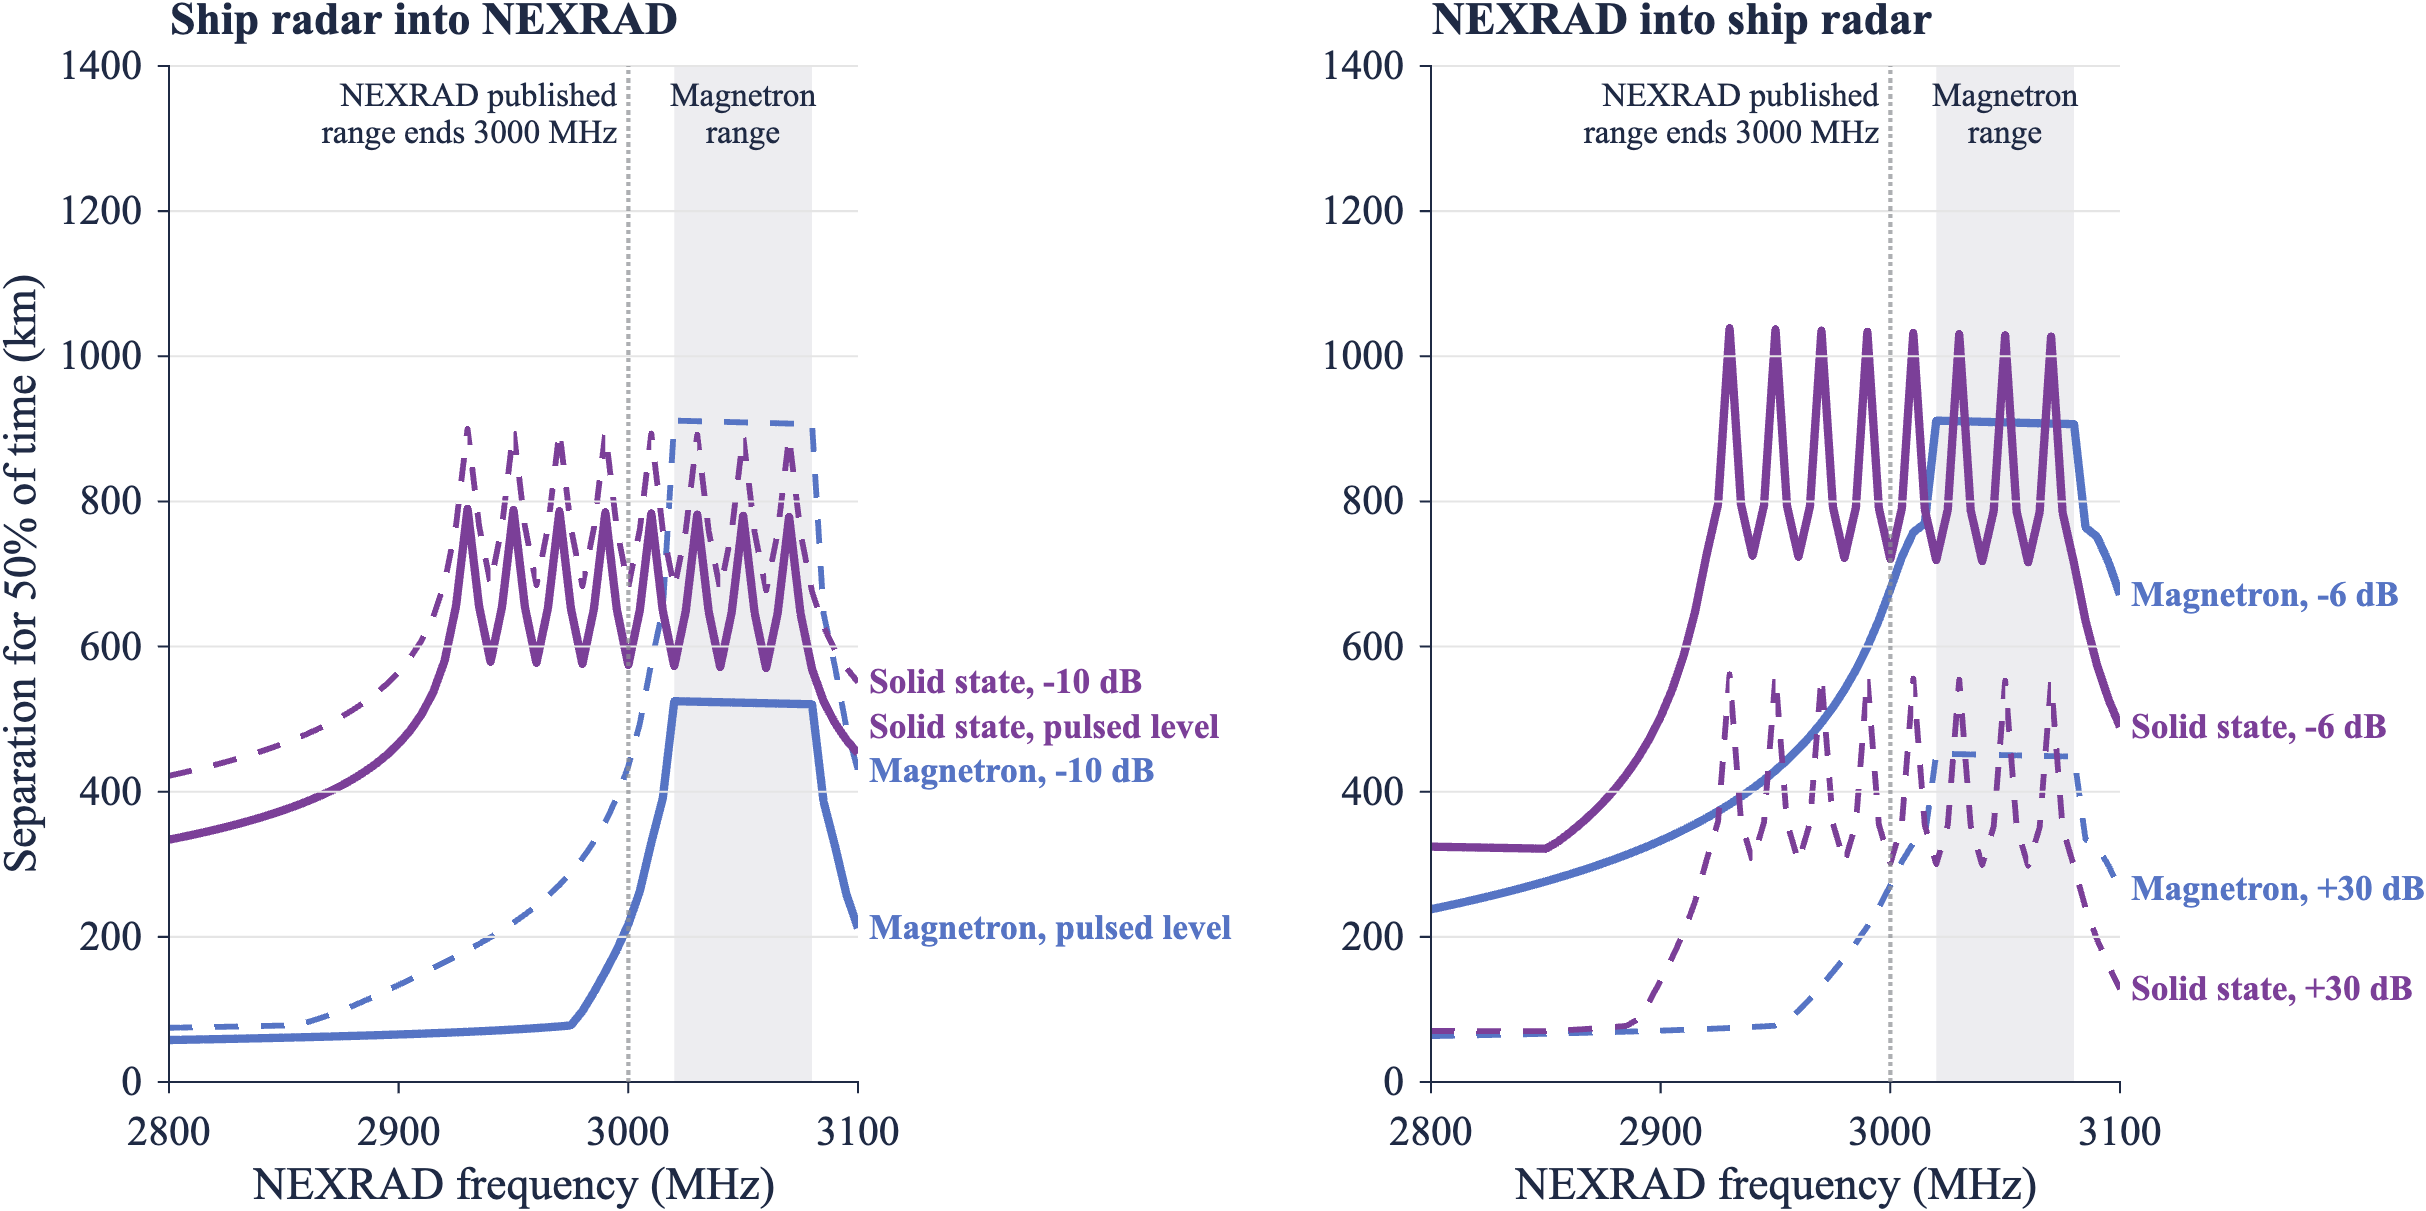 Ship radar into NEXRAD
1400
1200
1000
800
600
400
200
0
Separation for 50% of time (km)
NEXRAD published
range ends 3000 MHz
Magnetron
range
Solid state, -10 dB
Solid state, pulsed level
Magnetron, -10 dB
Magnetron, pulsed level
2800
2900
3000
3100
NEXRAD frequency (MHz)
NEXRAD into ship radar
1400
1200
1000
800
600
400
200
0
NEXRAD published
range ends 3000 MHz
Magnetron
range
Magnetron, -6 dB
Solid state, -6 dB
Magnetron, +30 dB
Solid state, +30 dB
2800
2900
3000
3100
NEXRAD frequency (MHz)